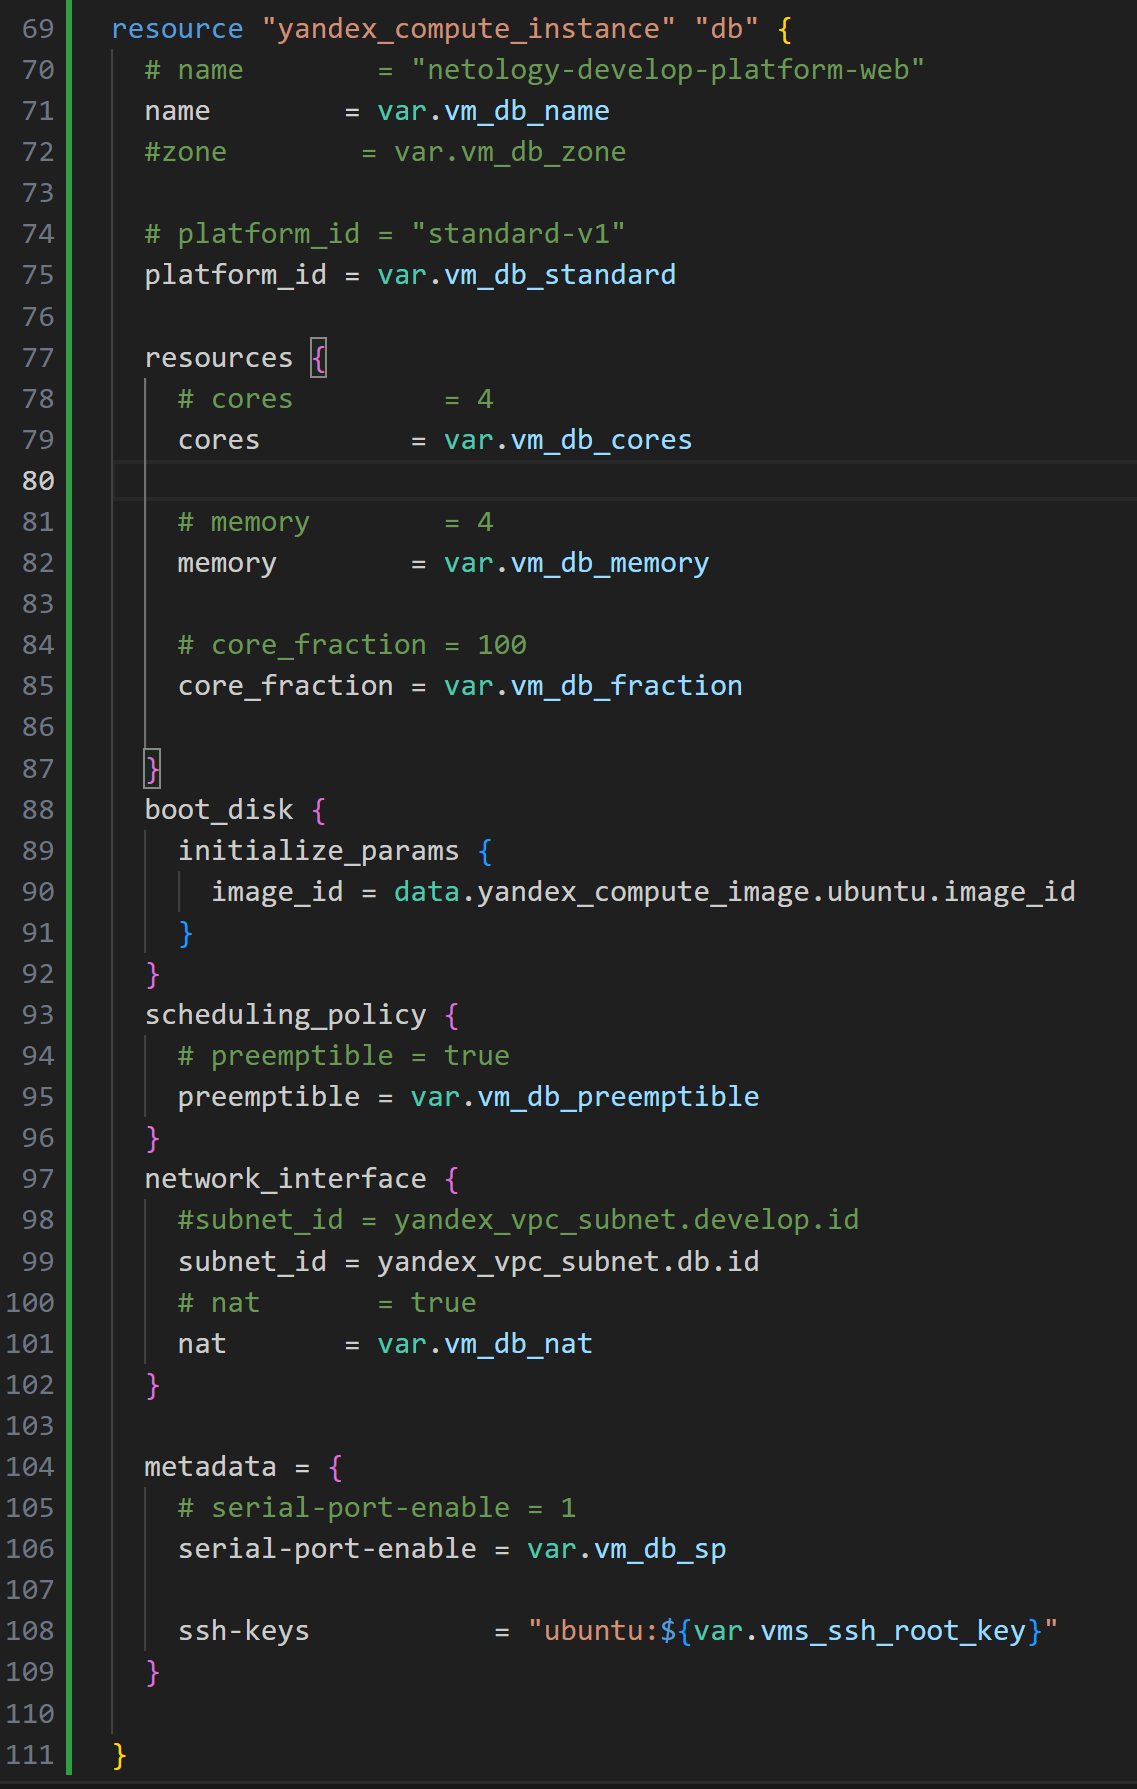 69 resource "yandex_compute_instance" "db" {
70   # name        = "netology-develop-platform-web"
71   name        = var.vm_db_name
72   #zone        = var.vm_db_zone
73
74   # platform_id = "standard-v1"
75   platform_id = var.vm_db_standard
76
77   resources {
78     # cores         = 4
79     cores         = var.vm_db_cores
80
81     # memory        = 4
82     memory        = var.vm_db_memory
83
84     # core_fraction = 100
85     core_fraction = var.vm_db_fraction
86
87   }
88   boot_disk {
89     initialize_params {
90       image_id = data.yandex_compute_image.ubuntu.image_id
91     }
92   }
93   scheduling_policy {
94     # preemptible = true
95     preemptible = var.vm_db_preemptible
96   }
97   network_interface {
98     #subnet_id = yandex_vpc_subnet.develop.id
99     subnet_id = yandex_vpc_subnet.db.id
100     # nat       = true
101     nat       = var.vm_db_nat
102   }
103
104   metadata = {
105     # serial-port-enable = 1
106     serial-port-enable = var.vm_db_sp
107
108     ssh-keys           = "ubuntu:${var.vms_ssh_root_key}"
109   }
110
111 }